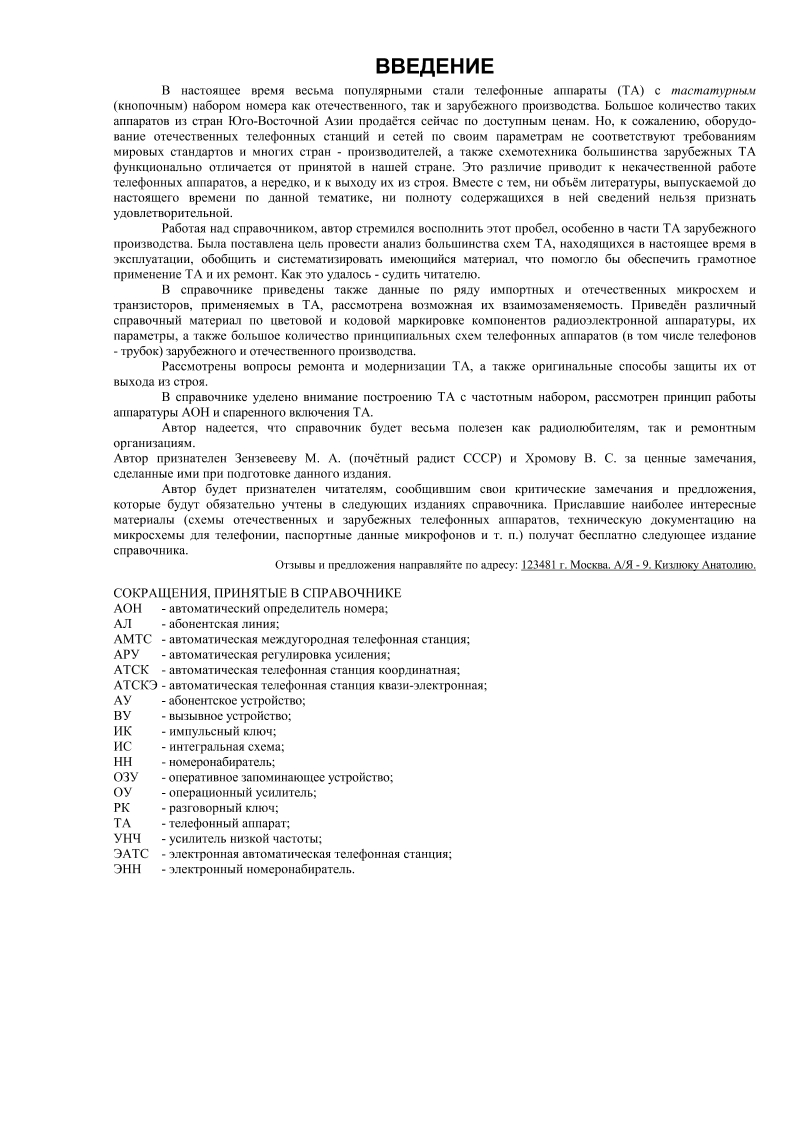 ВВЕДЕНИЕ
В настоящее время весьма популярными стали телефонные аппараты (ТА) с тастатурным
(кнопочным) набором номера как отечественного, так и зарубежного производства. Большое количество таких
аппаратов из стран Юго-Восточной Азии продаётся сейчас по доступным ценам. Но, к сожалению, оборудо-
вание отечественных телефонных станций и сетей по своим параметрам не соответствуют требованиям
мировых стандартов и многих стран - производителей, а также схемотехника большинства зарубежных ТА
функционально отличается от принятой в нашей стране. Это различие приводит к некачественной работе
телефонных аппаратов, а нередко, и к выходу их из строя. Вместе с тем, ни объём литературы, выпускаемой до
настоящего времени по данной тематике, ни полноту содержащихся в ней сведений нельзя признать
удовлетворительной.
Работая над справочником, автор стремился восполнить этот пробел, особенно в части ТА зарубежного
производства. Была поставлена цель провести анализ большинства схем ТА, находящихся в настоящее время в
эксплуатации, обобщить и систематизировать имеющийся материал, что помогло бы обеспечить грамотное
применение ТА и их ремонт. Как это удалось - судить читателю.
В справочнике приведены также данные по ряду импортных и отечественных микросхем и
транзисторов, применяемых в ТА, рассмотрена возможная их взаимозаменяемость. Приведён различный
справочный материал по цветовой и кодовой маркировке компонентов радиоэлектронной аппаратуры, их
параметры, а также большое количество принципиальных схем телефонных аппаратов (в том числе телефонов
- трубок) зарубежного и отечественного производства.
Рассмотрены вопросы ремонта и модернизации ТА, а также оригинальные способы защиты их от
выхода из строя.
В справочнике уделено внимание построению ТА с частотным набором, рассмотрен принцип работы
аппаратуры АОН и спаренного включения ТА.
Автор надеется, что справочник будет весьма полезен как радиолюбителям, так и ремонтным
организациям.
Автор признателен Зензевееву М. А. (почётный радист СССР) и Хромову В. С. за ценные замечания,
сделанные ими при подготовке данного издания.
Автор будет признателен читателям, сообщившим свои критические замечания и предложения,
которые будут обязательно учтены в следующих изданиях справочника. Приславшие наиболее интересные
материалы (схемы отечественных и зарубежных телефонных аппаратов, техническую документацию на
микросхемы для телефонии, паспортные данные микрофонов и т. п.) получат бесплатно следующее издание
справочника.
Отзывы и предложения направляйте по адресу: 123481 г. Москва. А/Я - 9. Кизлюку Анатолию.
СОКРАЩЕНИЯ, ПРИНЯТЫЕ В СПРАВОЧНИКЕ
АОН - автоматический определитель номера;
АЛ - абонентская линия;
АМТС - автоматическая междугородная телефонная станция;
АРУ - автоматическая регулировка усиления;
АТСК - автоматическая телефонная станция координатная;
АТСКЭ - автоматическая телефонная станция квази-электронная;
АУ - абонентское устройство;
ВУ - вызывное устройство;
ИК - импульсный ключ;
ИС - интегральная схема;
НН - номеронабиратель;
ОЗУ - оперативное запоминающее устройство;
ОУ - операционный усилитель;
РК - разговорный ключ;
ТА - телефонный аппарат;
УНЧ - усилитель низкой частоты;
ЭАТС - электронная автоматическая телефонная станция;
ЭНН - электронный номеронабиратель.